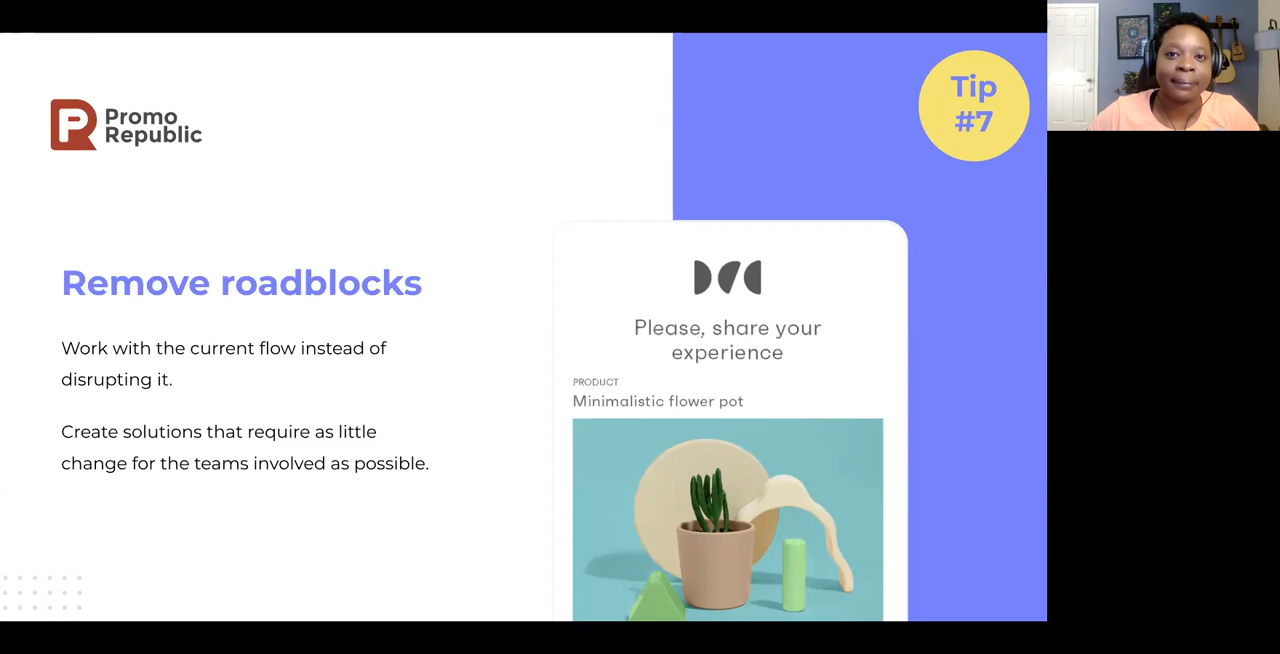 Promo
Republic
Tip
#7
Remove roadblocks
Work with the current flow instead of
disrupting it.
Create solutions that require as little
change for the teams involved as possible.
Please, share your
experience
PRODUCT
Minimalistic flower pot